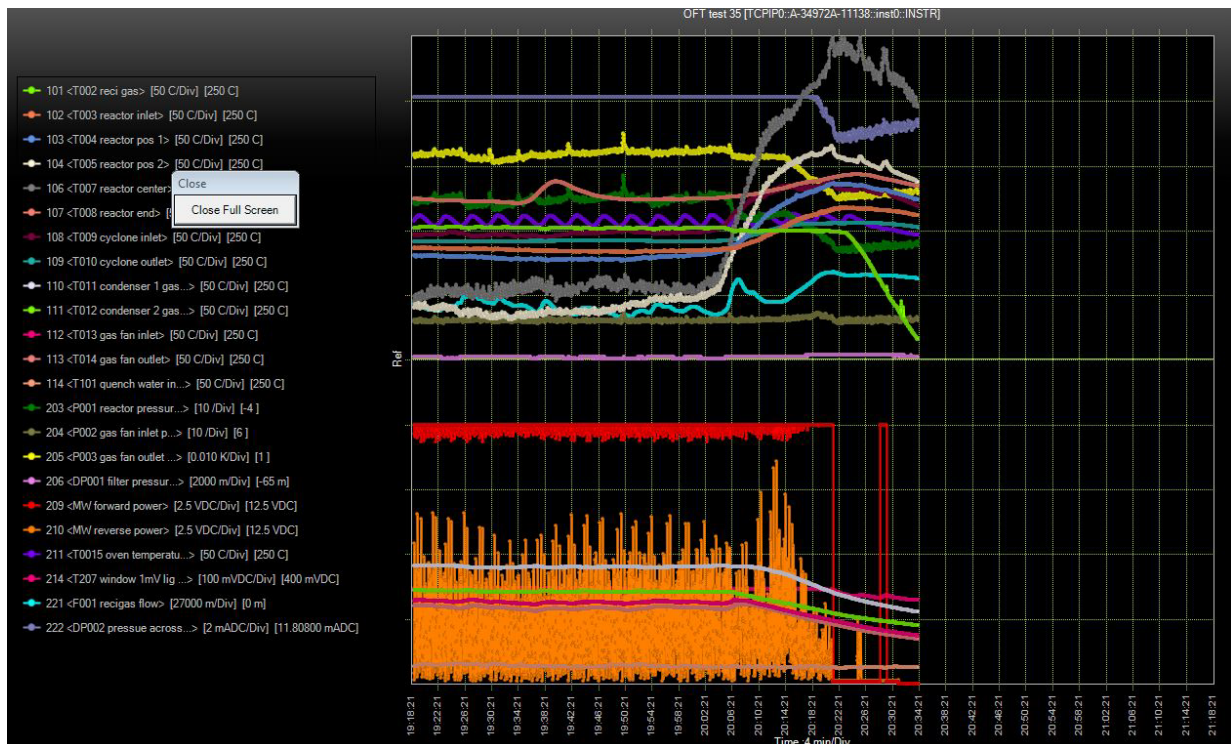 OFT test 35 [TCPIP0::A-34972A-11138::inst0::INSTR]
101 <T002 reci gas> [50 C/Div] [250 C]
102 <T003 reactor inlet> [50 C/Div] [250 C]
103 <T004 reactor pos 1> [50 C/Div] [250 C]
104 <T005 reactor pos 2> [50 C/Div] [250 C]
106 <T007 reactor center>
Close
Close Full Screen
107 <T008 reactor end>
108 <T009 cyclone inlet> [50 C/Div] [250 C]
109 <T010 cyclone outlet> [50 C/Div] [250 C]
110 <T011 condenser 1 gas...> [50 C/Div] [250 C]
111 <T012 condenser 2 gas...> [50 C/Div] [250 C]
112 <T013 gas fan inlet> [50 C/Div] [250 C]
113 <T014 gas fan outlet> [50 C/Div] [250 C]
114 <T101 quench water in...> [50 C/Div] [250 C]
203 <P001 reactor pressur...> [10 /Div] [-4 ]
204 <P002 gas fan inlet p...> [10 /Div] [6 ]
205 <P003 gas fan outlet ...> [0.010 K/Div] [1 ]
206 <DP001 filter pressur...> [2000 m/Div] [-65 m]
209 <MW forward power> [2.5 VDC/Div] [12.5 VDC]
210 <MW reverse power> [2.5 VDC/Div] [12.5 VDC]
211 <T0015 oven temperatu...> [50 C/Div] [250 C]
214 <T207 window 1mV lig ...> [100 mVDC/Div] [400 mVDC]
221 <F001 recigas flow> [27000 m/Div] [0 m]
222 <DP002 pressue across...> [2 mADC/Div] [11.80800 mADC]
Ref
19:18:21
19:22:21
19:26:21
19:30:21
19:34:21
19:38:21
19:42:21
19:46:21
19:50:21
19:54:21
19:58:21
20:02:21
20:06:21
20:10:21
20:14:21
20:18:21
20:22:21
20:26:21
20:30:21
20:34:21
20:38:21
20:42:21
20:46:21
20:50:21
20:54:21
20:58:21
21:02:21
21:06:21
21:10:21
21:14:21
21:18:21
Time :4 min/Div